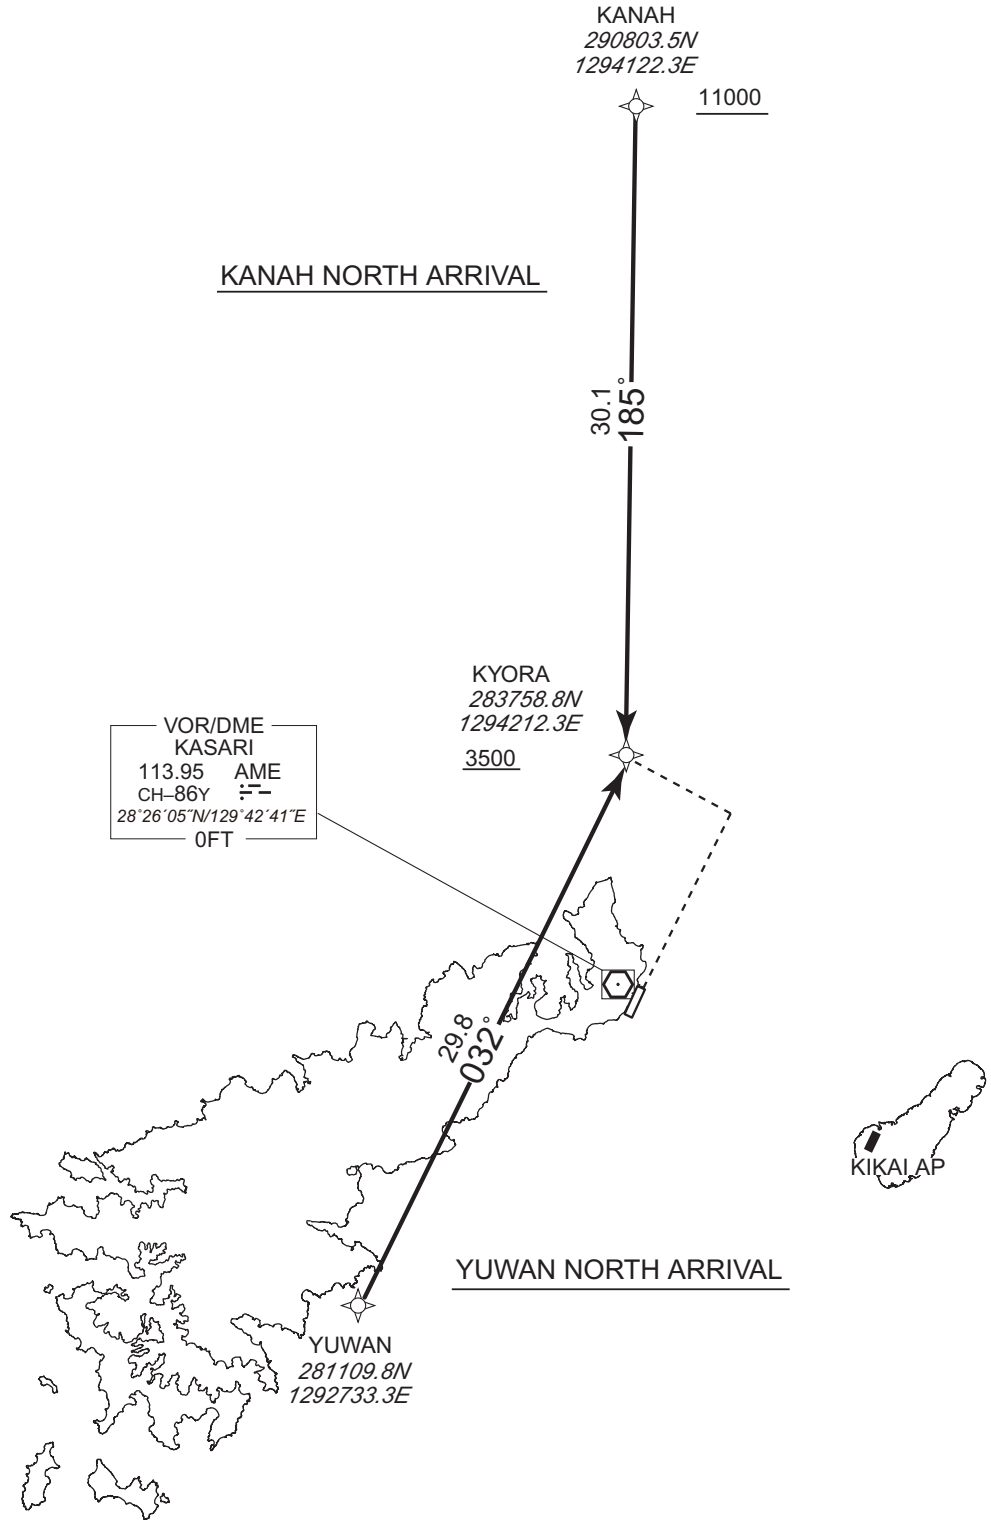 KANAH
290803.5N
1294122.3E
11000
KANAH NORTH ARRIVAL
30.1
185°
KYORA
283758.8N
1294212.3E
3500
VOR/DME
KASARI
113.95 AME
CH–86Y
28°26´05˝N/129°42´41˝E
0FT
29.8
032°
KIKAI AP
YUWAN NORTH ARRIVAL
YUWAN
281109.8N
1292733.3E